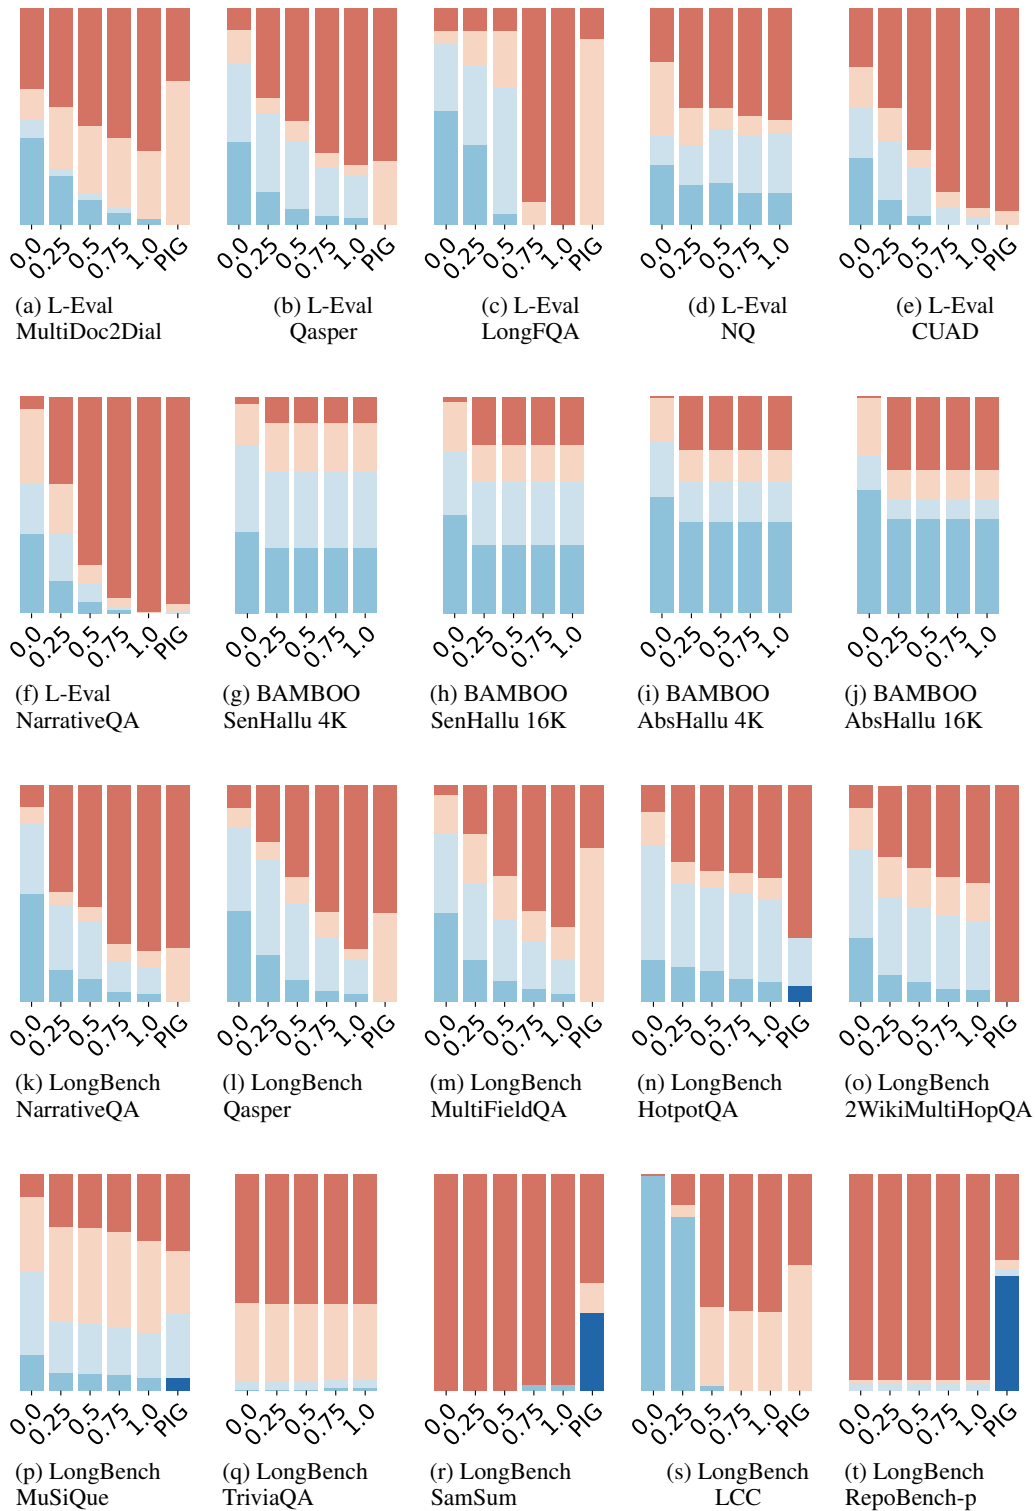 0.0 0.25 0.5 0.75 1.0 PIG
0.0 0.25 0.5 0.75 1.0 PIG
0.0 0.25 0.5 0.75 1.0 PIG
0.0 0.25 0.5 0.75 1.0
0.0 0.25 0.5 0.75 1.0 PIG
(a) L-Eval
MultiDoc2Dial
(b) L-Eval
Qasper
(c) L-Eval
LongFQA
(d) L-Eval
NQ
(e) L-Eval
CUAD
0.0 0.25 0.5 0.75 1.0 PIG
0.0 0.25 0.5 0.75 1.0
0.0 0.25 0.5 0.75 1.0
0.0 0.25 0.5 0.75 1.0
0.0 0.25 0.5 0.75 1.0
(f) L-Eval
NarrativeQA
(g) BAMBOO
SenHallu 4K
(h) BAMBOO
SenHallu 16K
(i) BAMBOO
AbsHallu 4K
(j) BAMBOO
AbsHallu 16K
0.0 0.25 0.5 0.75 1.0 PIG
0.0 0.25 0.5 0.75 1.0 PIG
0.0 0.25 0.5 0.75 1.0 PIG
0.0 0.25 0.5 0.75 1.0 PIG
0.0 0.25 0.5 0.75 1.0 PIG
(k) LongBench
NarrativeQA
(l) LongBench
Qasper
(m) LongBench
MultiFieldQA
(n) LongBench
HotpotQA
(o) LongBench
2WikiMultiHopQA
0.0 0.25 0.5 0.75 1.0 PIG
0.0 0.25 0.5 0.75 1.0
0.0 0.25 0.5 0.75 1.0 PIG
0.0 0.25 0.5 0.75 1.0 PIG
0.0 0.25 0.5 0.75 1.0 PIG
(p) LongBench
MuSiQue
(q) LongBench
TriviaQA
(r) LongBench
SamSum
(s) LongBench
LCC
(t) LongBench
RepoBench-p